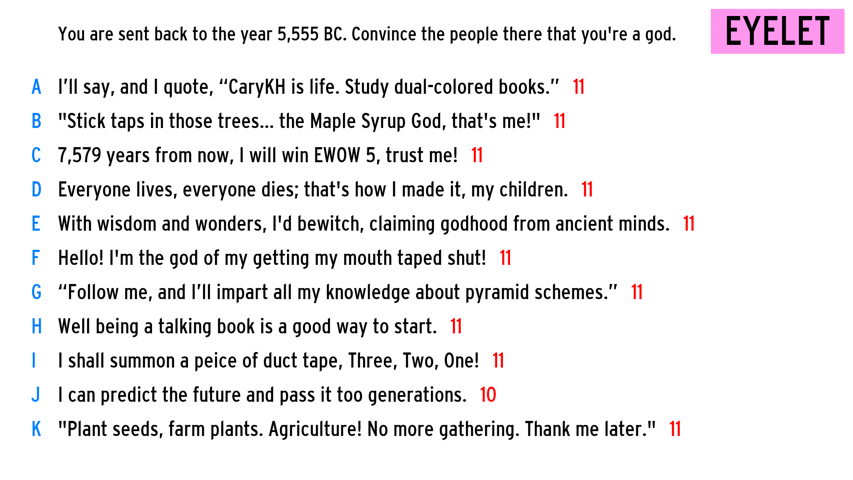 You are sent back to the year 5,555 BC. Convince the people there that you're a god.
EYELET
A I’ll say, and I quote, “CaryKH is life. Study dual-colored books.” 11
B "Stick taps in those trees... the Maple Syrup God, that's me!" 11
C 7,579 years from now, I will win EWOW 5, trust me! 11
D Everyone lives, everyone dies; that's how I made it, my children. 11
E With wisdom and wonders, I'd bewitch, claiming godhood from ancient minds. 11
F Hello! I'm the god of my getting my mouth taped shut! 11
G “Follow me, and I’ll impart all my knowledge about pyramid schemes.” 11
H Well being a talking book is a good way to start. 11
I I shall summon a peice of duct tape, Three, Two, One! 11
J I can predict the future and pass it too generations. 10
K "Plant seeds, farm plants. Agriculture! No more gathering. Thank me later." 11